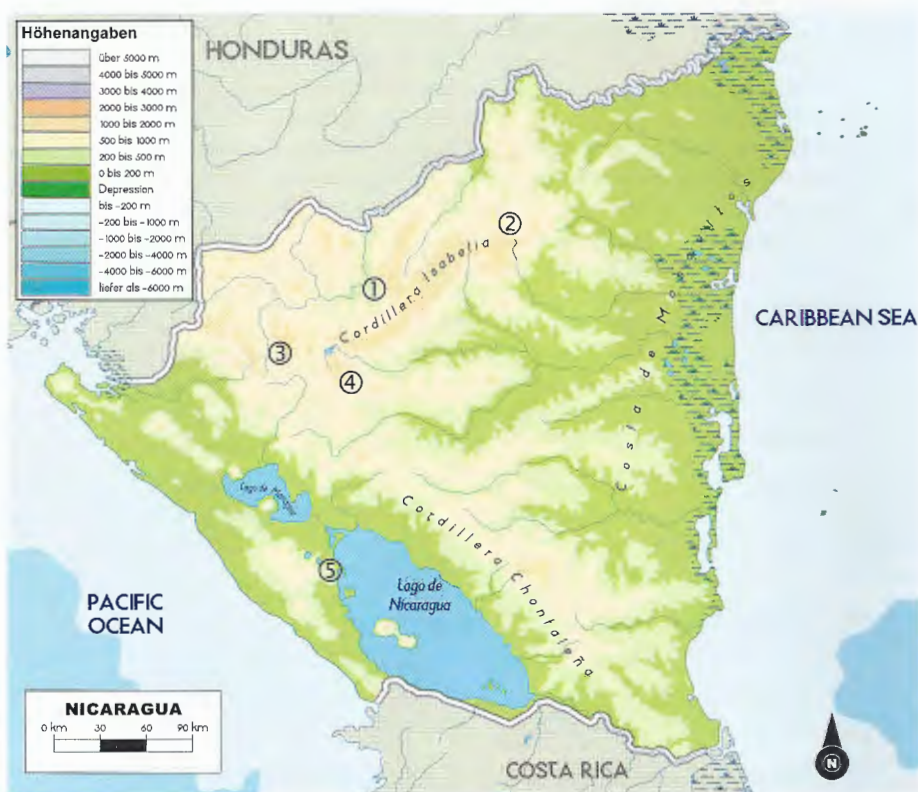 Höhenangaben
über 5000 m
4000 bis 5000 m
3000 bis 4000 m
2000 bis 3000 m
1000 bis 2000 m
500 bis 1000 m
200 bis 500 m
0 bis 200 m
Depression
bis -200 m
-200 bis -1000 m
-1000 bis -2000 m
-2000 bis -4000 m
-4000 bis -6000 m
tiefer als -6000 m
HONDURAS
②
Cordillera Isabelia
①
③
④
Costa de Mosquitos
CARIBBEAN SEA
Lago de Managua
Cordillera Chontaleña
⑤
Lago de
Nicaragua
PACIFIC
OCEAN
NICARAGUA
0 km 30 60 90 km
COSTA RICA
N